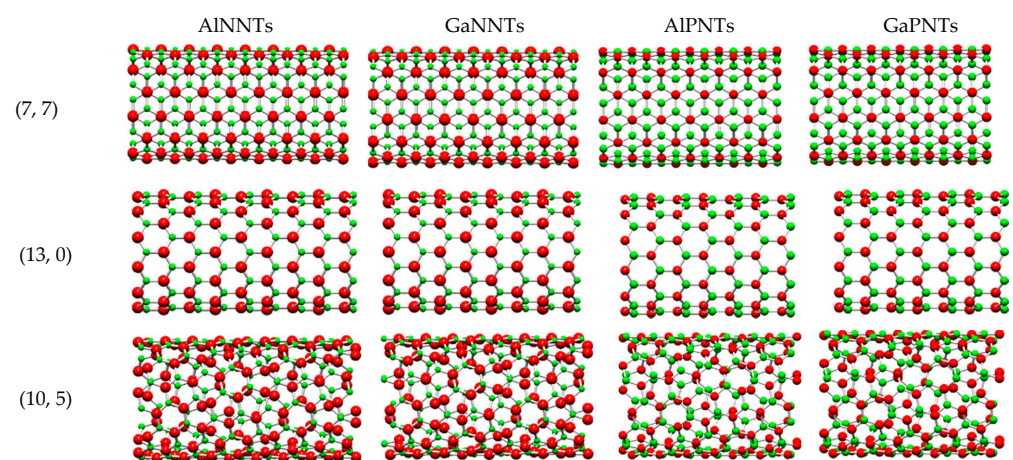 AlNNTs GaNNTs AlPNTs GaPNTs
(7, 7)
(13, 0)
(10, 5)